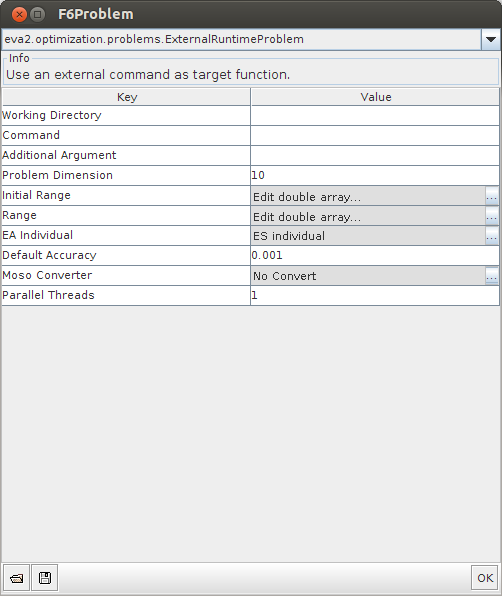 F6Problem
eva2.optimization.problems.ExternalRuntimeProblem
Info
Use an external command as target function.
Key Value
Working Directory
Command
Additional Argument
Problem Dimension 10
Initial Range Edit double array... ...
Range Edit double array... ...
EA Individual ES individual ...
Default Accuracy 0.001
Moso Converter No Convert ...
Parallel Threads 1
OK